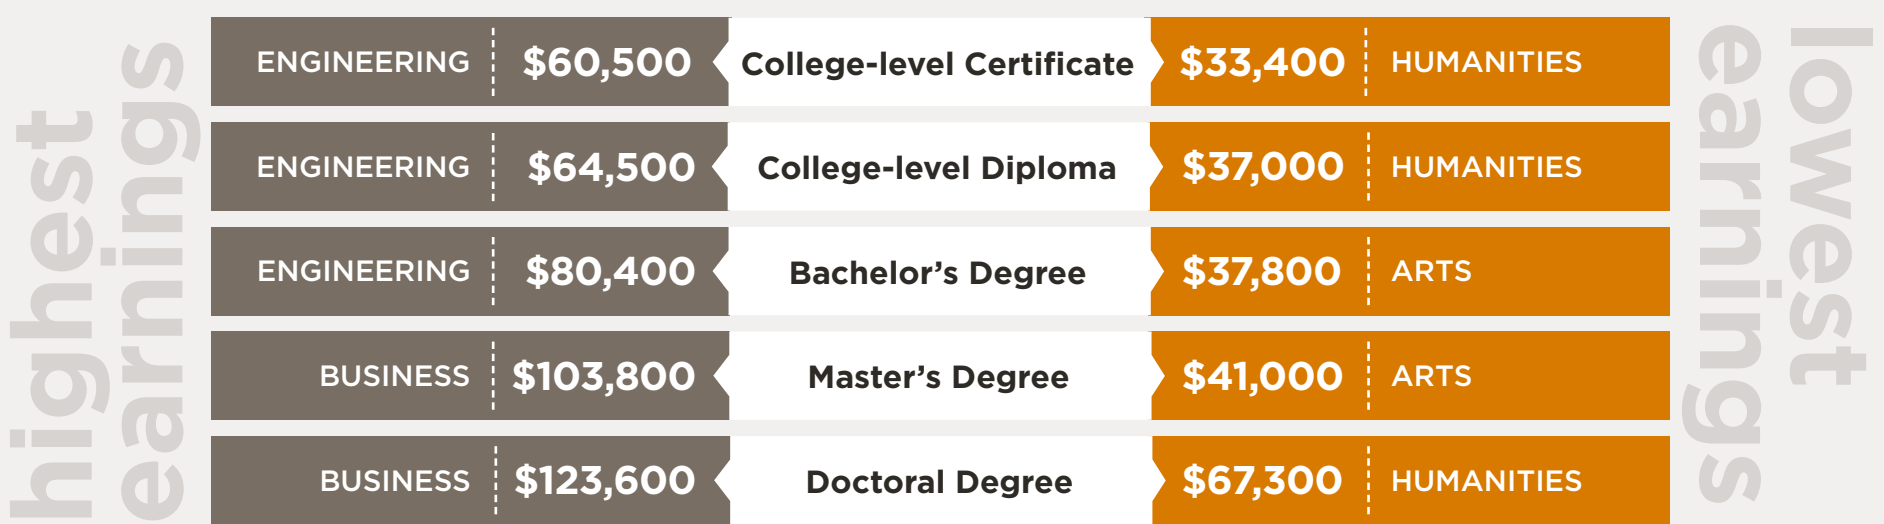 highest
earnings
ENGINEERING $60,500 College-level Certificate $33,400 HUMANITIES
ENGINEERING $64,500 College-level Diploma $37,000 HUMANITIES
ENGINEERING $80,400 Bachelor’s Degree $37,800 ARTS
BUSINESS $103,800 Master’s Degree $41,000 ARTS
BUSINESS $123,600 Doctoral Degree $67,300 HUMANITIES
lowest
earnings